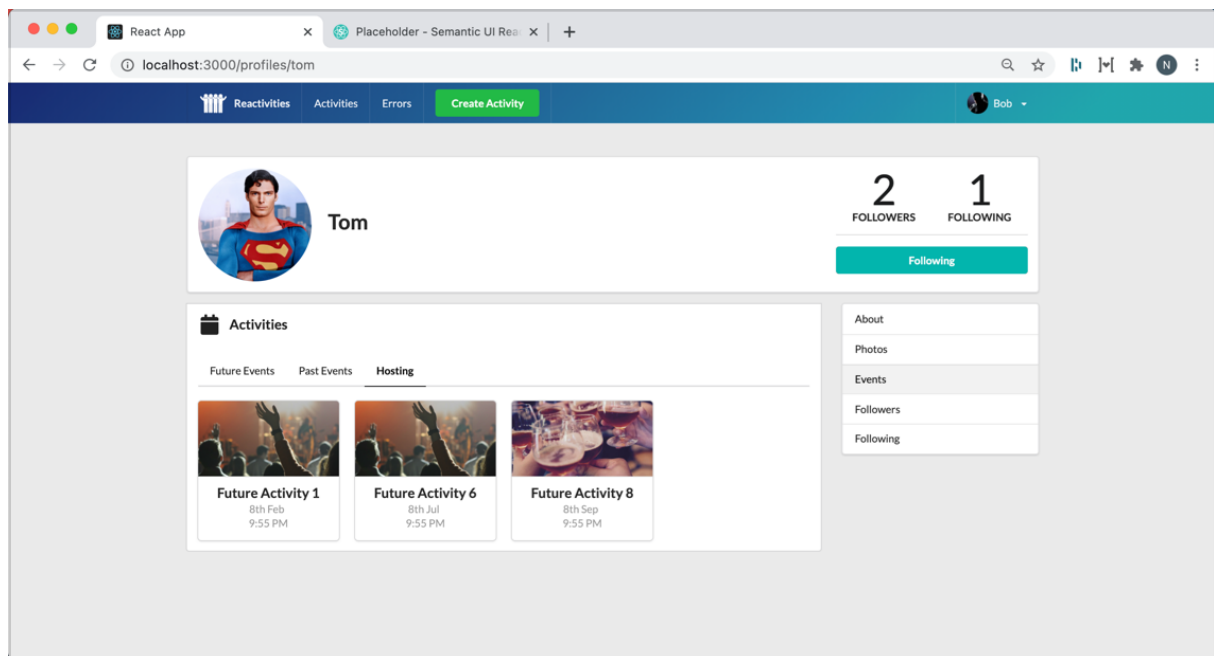 React App
Placeholder - Semantic UI Rea
localhost:3000/profiles/tom
N
Reactivities Activities Errors Create Activity Bob
Tom
2 1
FOLLOWERS FOLLOWING
Following
Activities
Future Events Past Events Hosting
Future Activity 1
8th Feb
9:55 PM
Future Activity 6
8th Jul
9:55 PM
Future Activity 8
8th Sep
9:55 PM
About
Photos
Events
Followers
Following